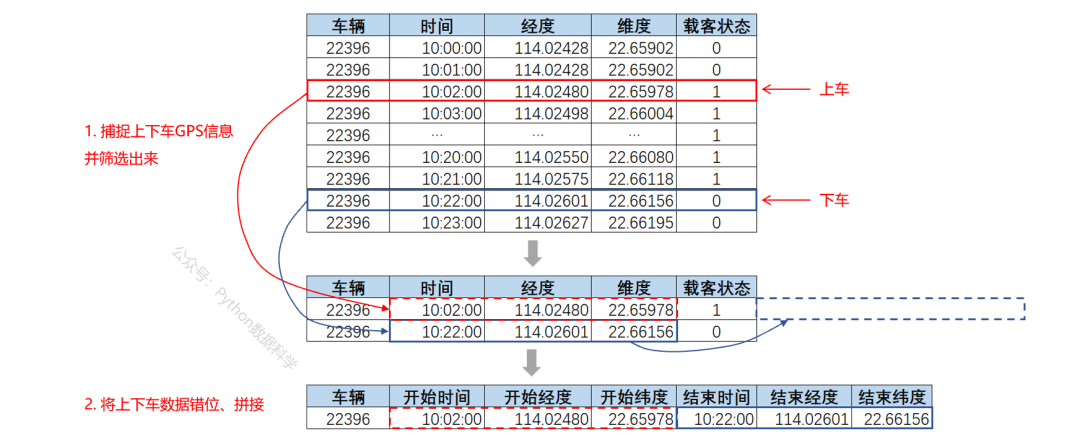 车辆 时间 经度 维度 载客状态
22396 10:00:00 114.02428 22.65902 0
22396 10:01:00 114.02428 22.65902 0
22396 10:02:00 114.02480 22.65978 1
上车
22396 10:03:00 114.02498 22.66004 1
22396 ... ... ... 1
22396 10:20:00 114.02550 22.66080 1
22396 10:21:00 114.02575 22.66118 1
22396 10:22:00 114.02601 22.66156 0
下车
22396 10:23:00 114.02627 22.66195 0
1. 捕捉上下车GPS信息
并筛选出来
公众号：Python数据科学
车辆 时间 经度 维度 载客状态
22396 10:02:00 114.02480 22.65978 1
22396 10:22:00 114.02601 22.66156 0
2. 将上下车数据错位、拼接
车辆 开始时间 开始经度 开始纬度 结束时间 结束经度 结束纬度
22396 10:02:00 114.02480 22.65978 10:22:00 114.02601 22.66156